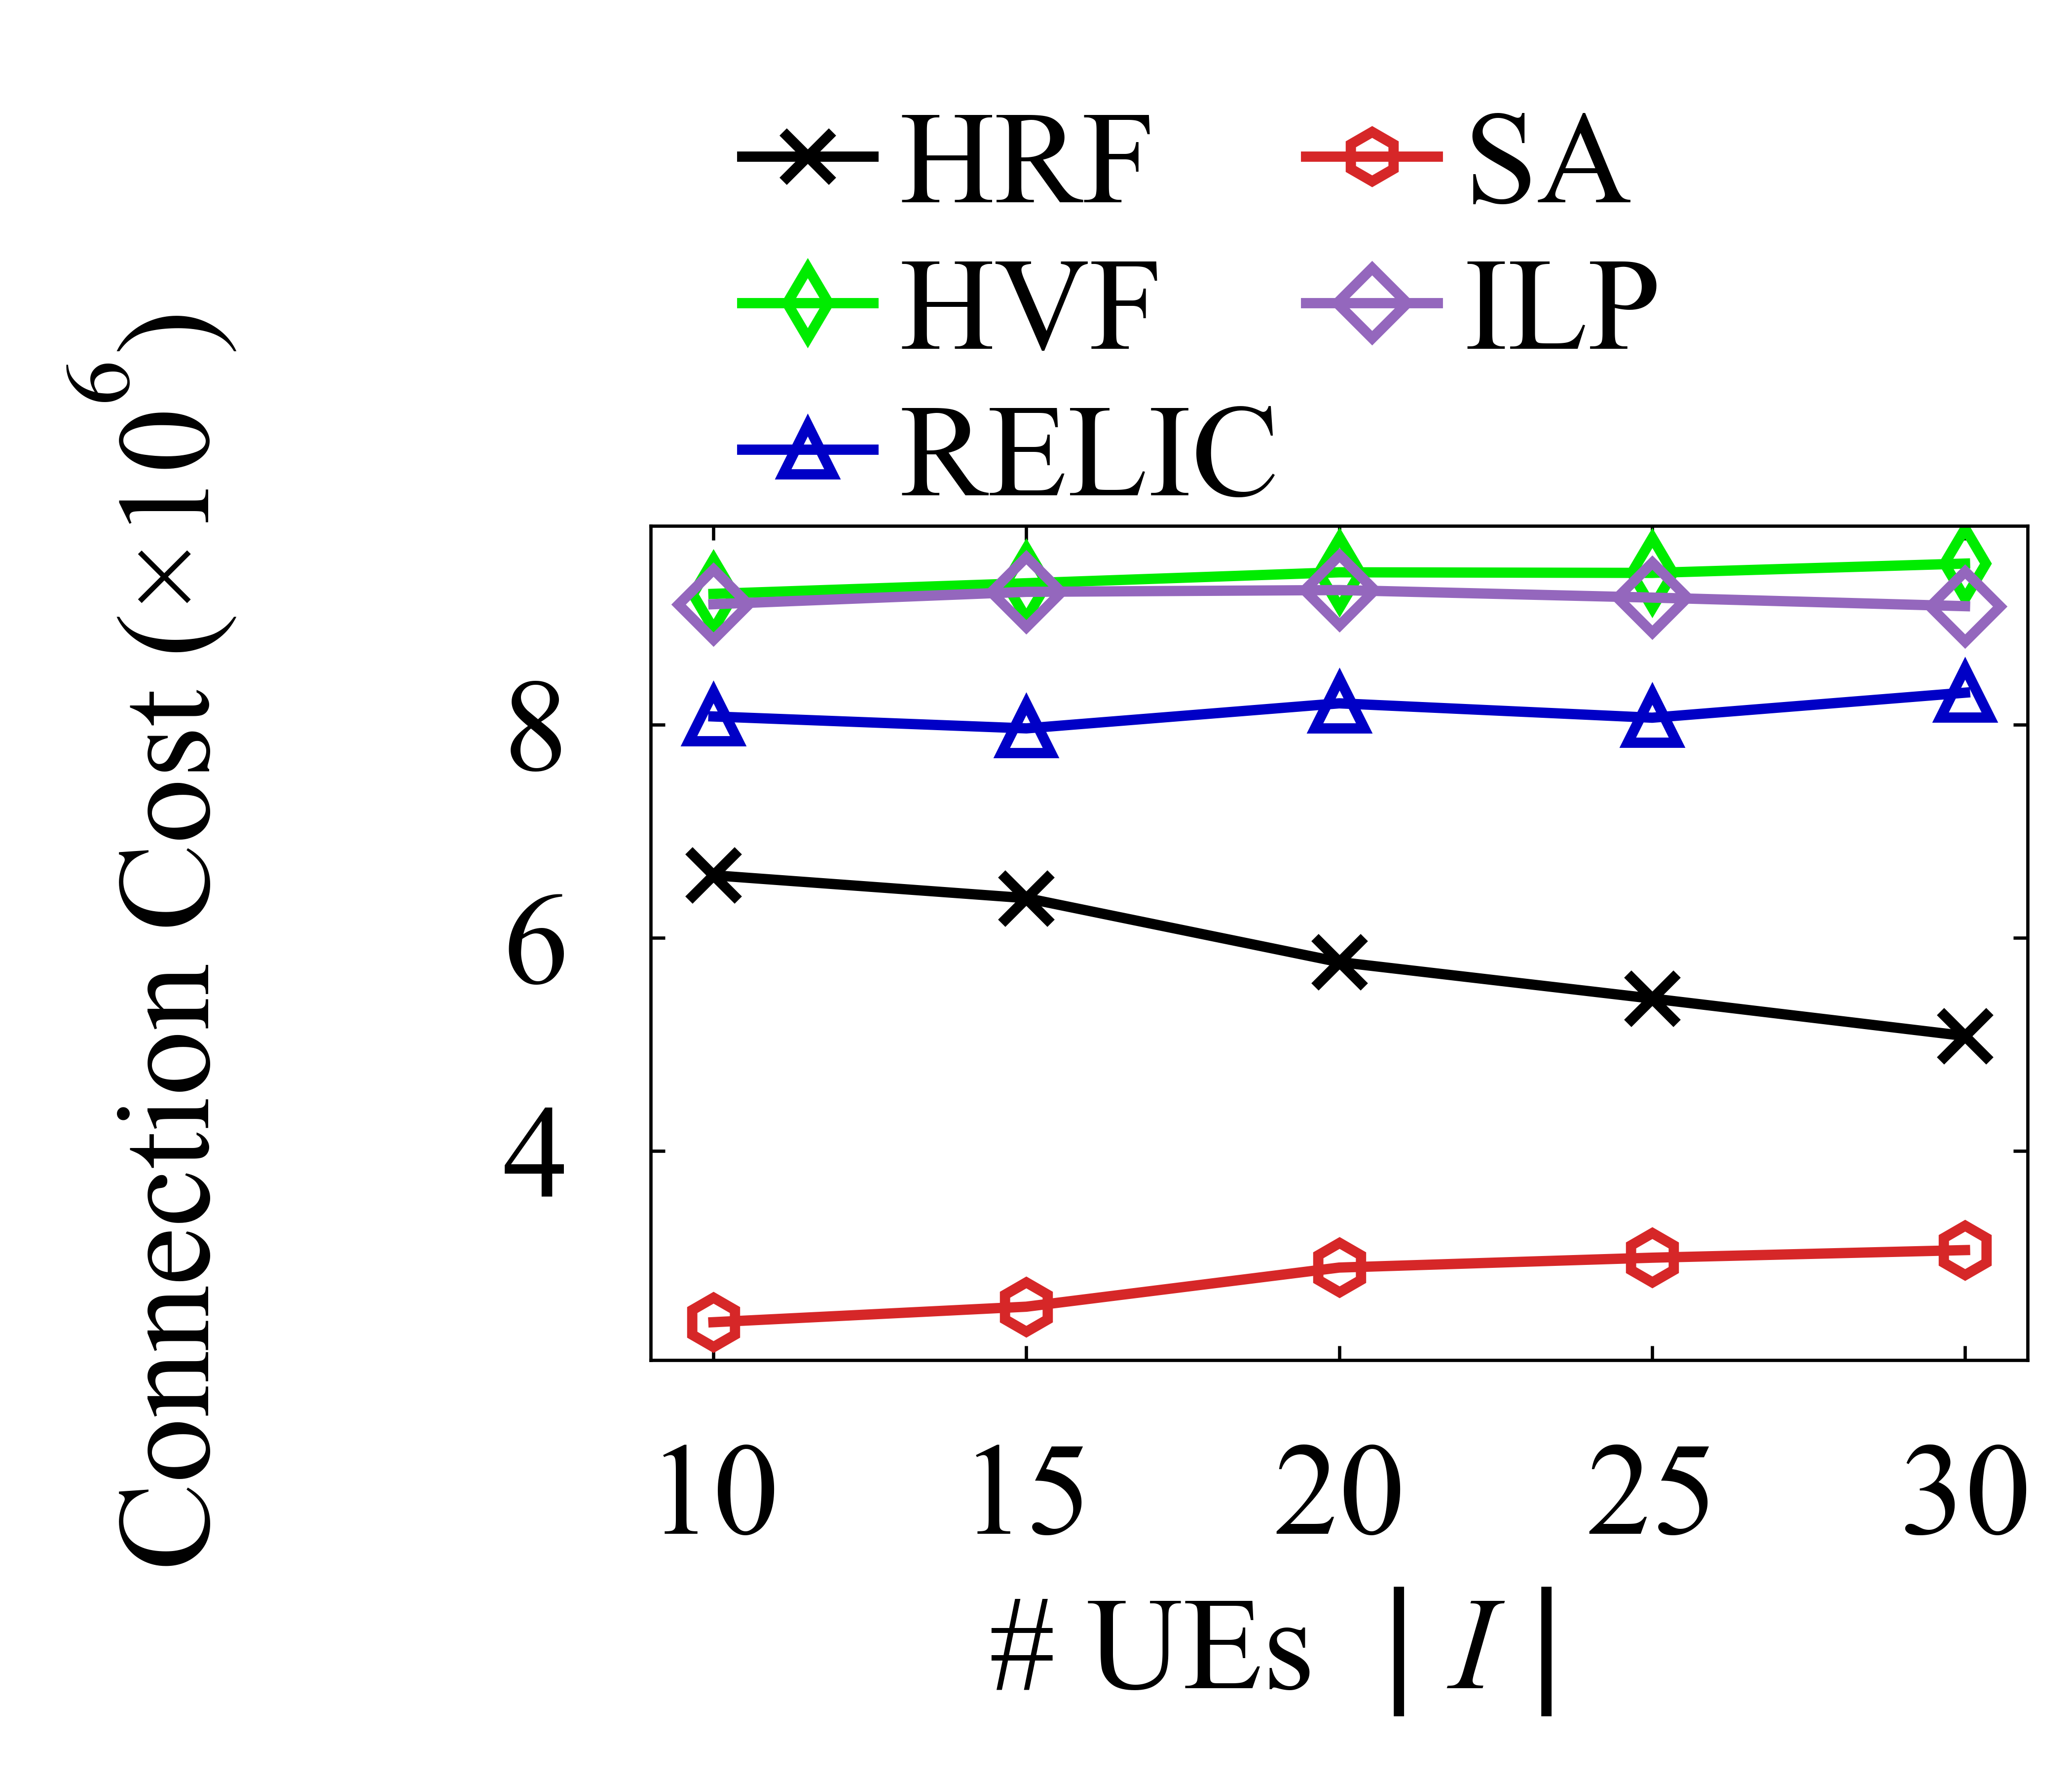 HRF SA
HVF ILP
RELIC
Connection Cost (×10⁶)
8
6
4
10 15 20 25 30
# UEs | I |